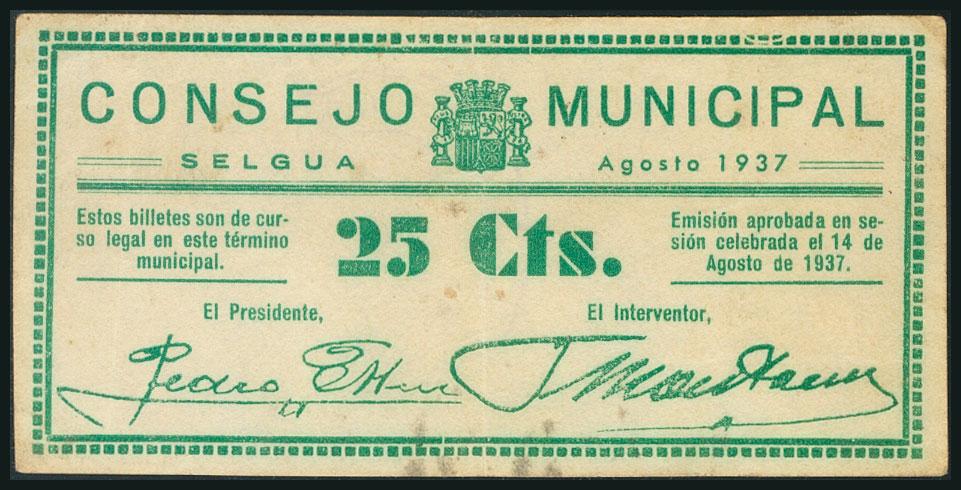 CONSEJO MUNICIPAL
SELGUA
Agosto 1937
Estos billetes son de cur-
so legal en este término
municipal.
25 Cts.
Emisión aprobada en se-
sión celebrada el 14 de
Agosto de 1937.
El Presidente,
El Interventor,
Pedro